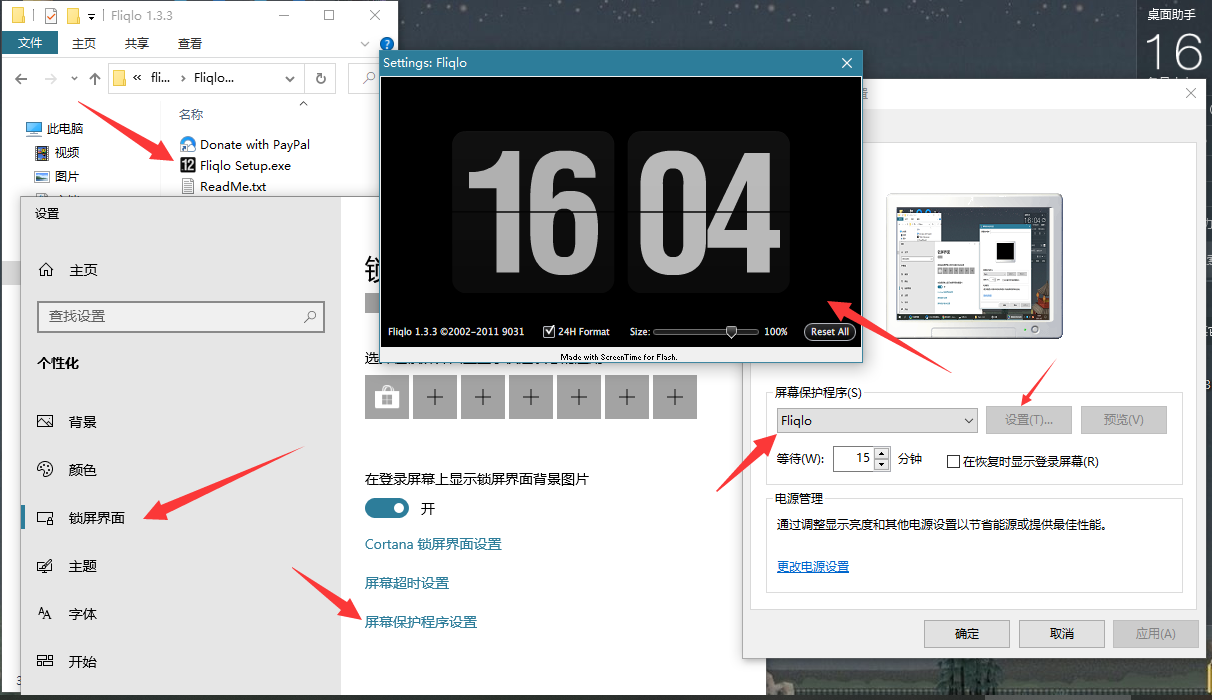 Fliqlo 1.3.3
文件
主页
共享
查看
«
fli...
Fliqlo...
名称
此电脑
视频
图片
Donate with PayPal
Fliqlo Setup.exe
ReadMe.txt
桌面助手
16
Settings: Fliqlo
16 04
Fliqlo 1.3.3 ©2002-2011 9031
24H Format
Size:
100%
Reset All
Made with ScreenTime for Flash.
设置
主页
查找设置
个性化
背景
颜色
锁屏界面
主题
字体
开始
在登录屏幕上显示锁屏界面背景图片
开
Cortana 锁屏界面设置
屏幕超时设置
屏幕保护程序设置
屏幕保护程序(S)
Fliqlo
设置(T)...
预览(V)
等待(W):
15
分钟
在恢复时显示登录屏幕(R)
电源管理
通过调整显示亮度和其他电源设置以节省能源或提供最佳性能。
更改电源设置
确定
取消
应用(A)